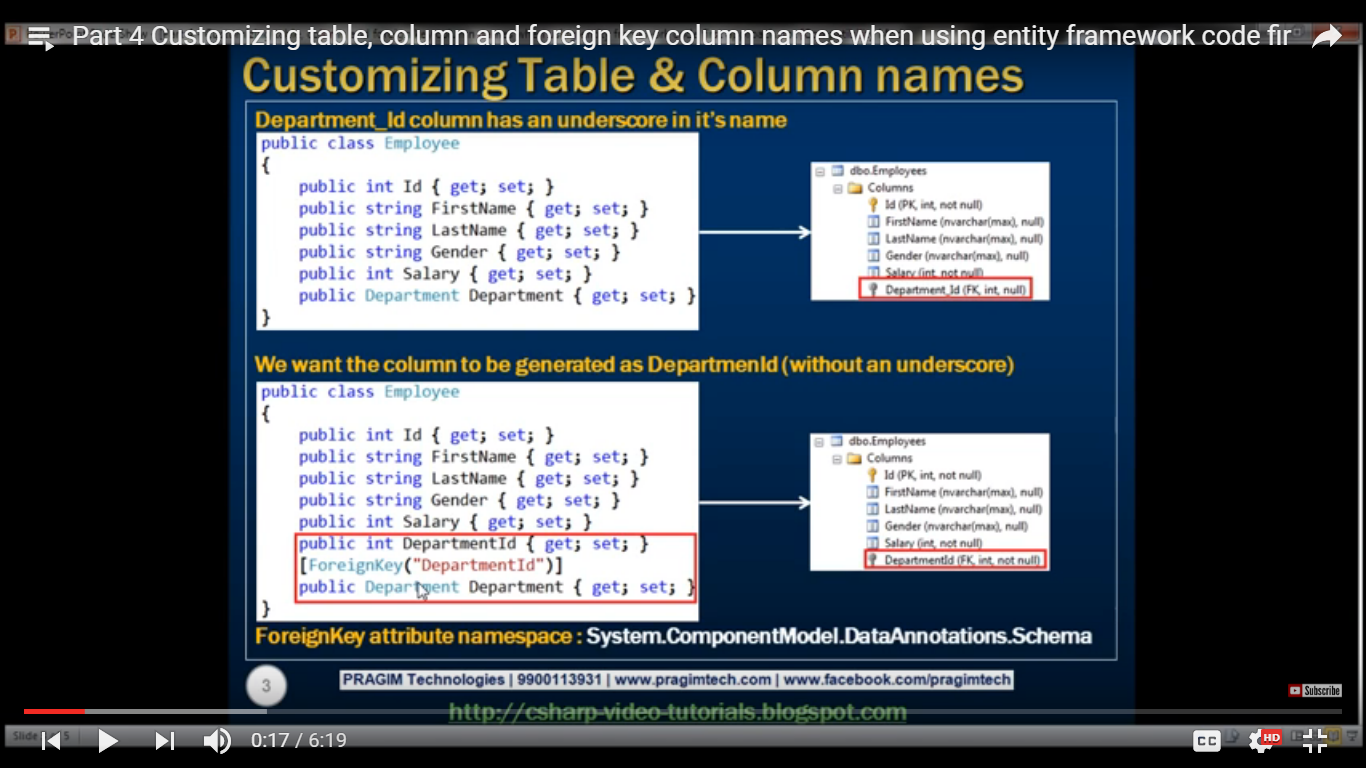 Part 4 Customizing table, column and foreign key column names when using entity framework code fir
Customizing Table & Column names
Department_Id column has an underscore in it's name
public class Employee
{
public int Id { get; set; }
public string FirstName { get; set; }
public string LastName { get; set; }
public string Gender { get; set; }
public int Salary { get; set; }
public Department Department { get; set; }
}
dbo.Employees
Columns
Id (PK, int, not null)
FirstName (nvarchar(max), null)
LastName (nvarchar(max), null)
Gender (nvarchar(max), null)
Salary (int, not null)
Department_Id (FK, int, null)
We want the column to be generated as DepartmenId (without an underscore)
public class Employee
{
public int Id { get; set; }
public string FirstName { get; set; }
public string LastName { get; set; }
public string Gender { get; set; }
public int Salary { get; set; }
public int DepartmentId { get; set; }
[ForeignKey("DepartmentId")]
public Department Department { get; set; }
}
dbo.Employees
Columns
Id (PK, int, not null)
FirstName (nvarchar(max), null)
LastName (nvarchar(max), null)
Gender (nvarchar(max), null)
Salary (int, not null)
DepartmentId (FK, int, not null)
ForeignKey attribute namespace : System.ComponentModel.DataAnnotations.Schema
3
PRAGIM Technologies | 9900113931 | www.pragimtech.com | www.facebook.com/pragimtech
Subscribe
http://csharp-video-tutorials.blogspot.com
Slide 5
0:17 / 6:19
CC
HD